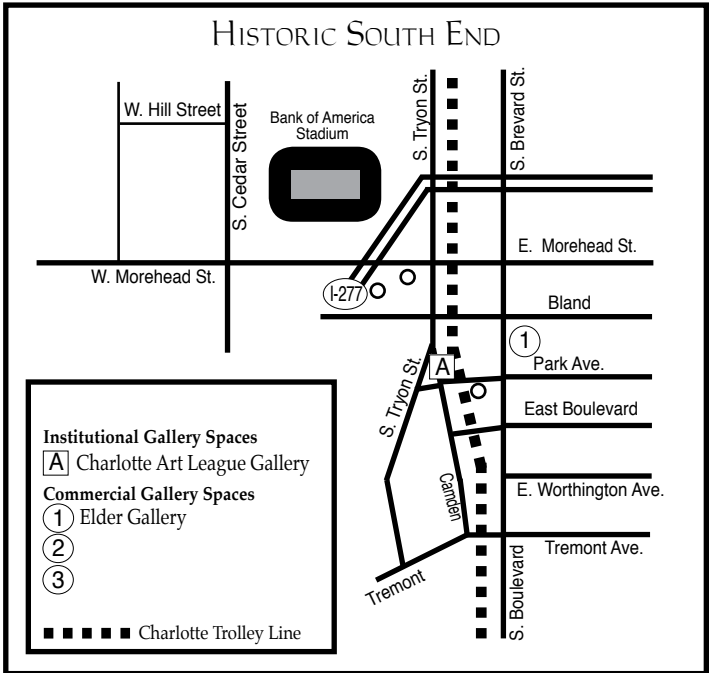 HISTORIC SOUTH END
W. Hill Street
S. Cedar Street
Bank of America
Stadium
S. Tryon St.
S. Brevard St.
E. Morehead St.
W. Morehead St.
I-277
Bland
1
Park Ave.
A
S. Tryon St.
East Boulevard
Camden
E. Worthington Ave.
Tremont Ave.
Tremont
S. Boulevard
Institutional Gallery Spaces
A Charlotte Art League Gallery
Commercial Gallery Spaces
1 Elder Gallery
2
3
Charlotte Trolley Line